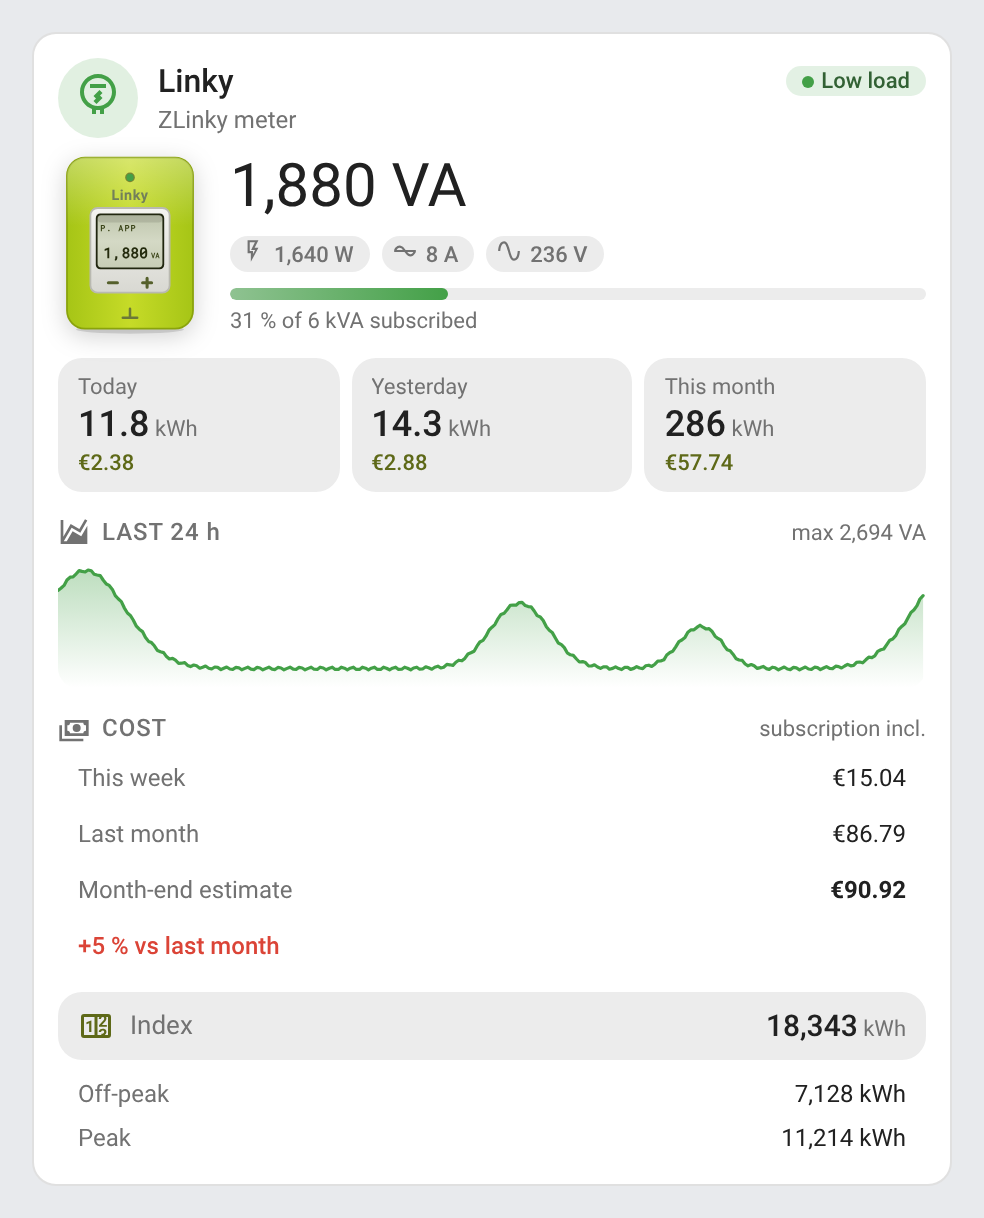 Linky
ZLinky meter
Low load
Linky
P. APP
1,880 VA
1,880 VA
1,640 W
8 A
236 V
31 % of 6 kVA subscribed
Today
11.8 kWh
€2.38
Yesterday
14.3 kWh
€2.88
This month
286 kWh
€57.74
LAST 24 h
max 2,694 VA
COST
subscription incl.
This week
€15.04
Last month
€86.79
Month-end estimate
€90.92
+5 % vs last month
Index
18,343 kWh
Off-peak
7,128 kWh
Peak
11,214 kWh